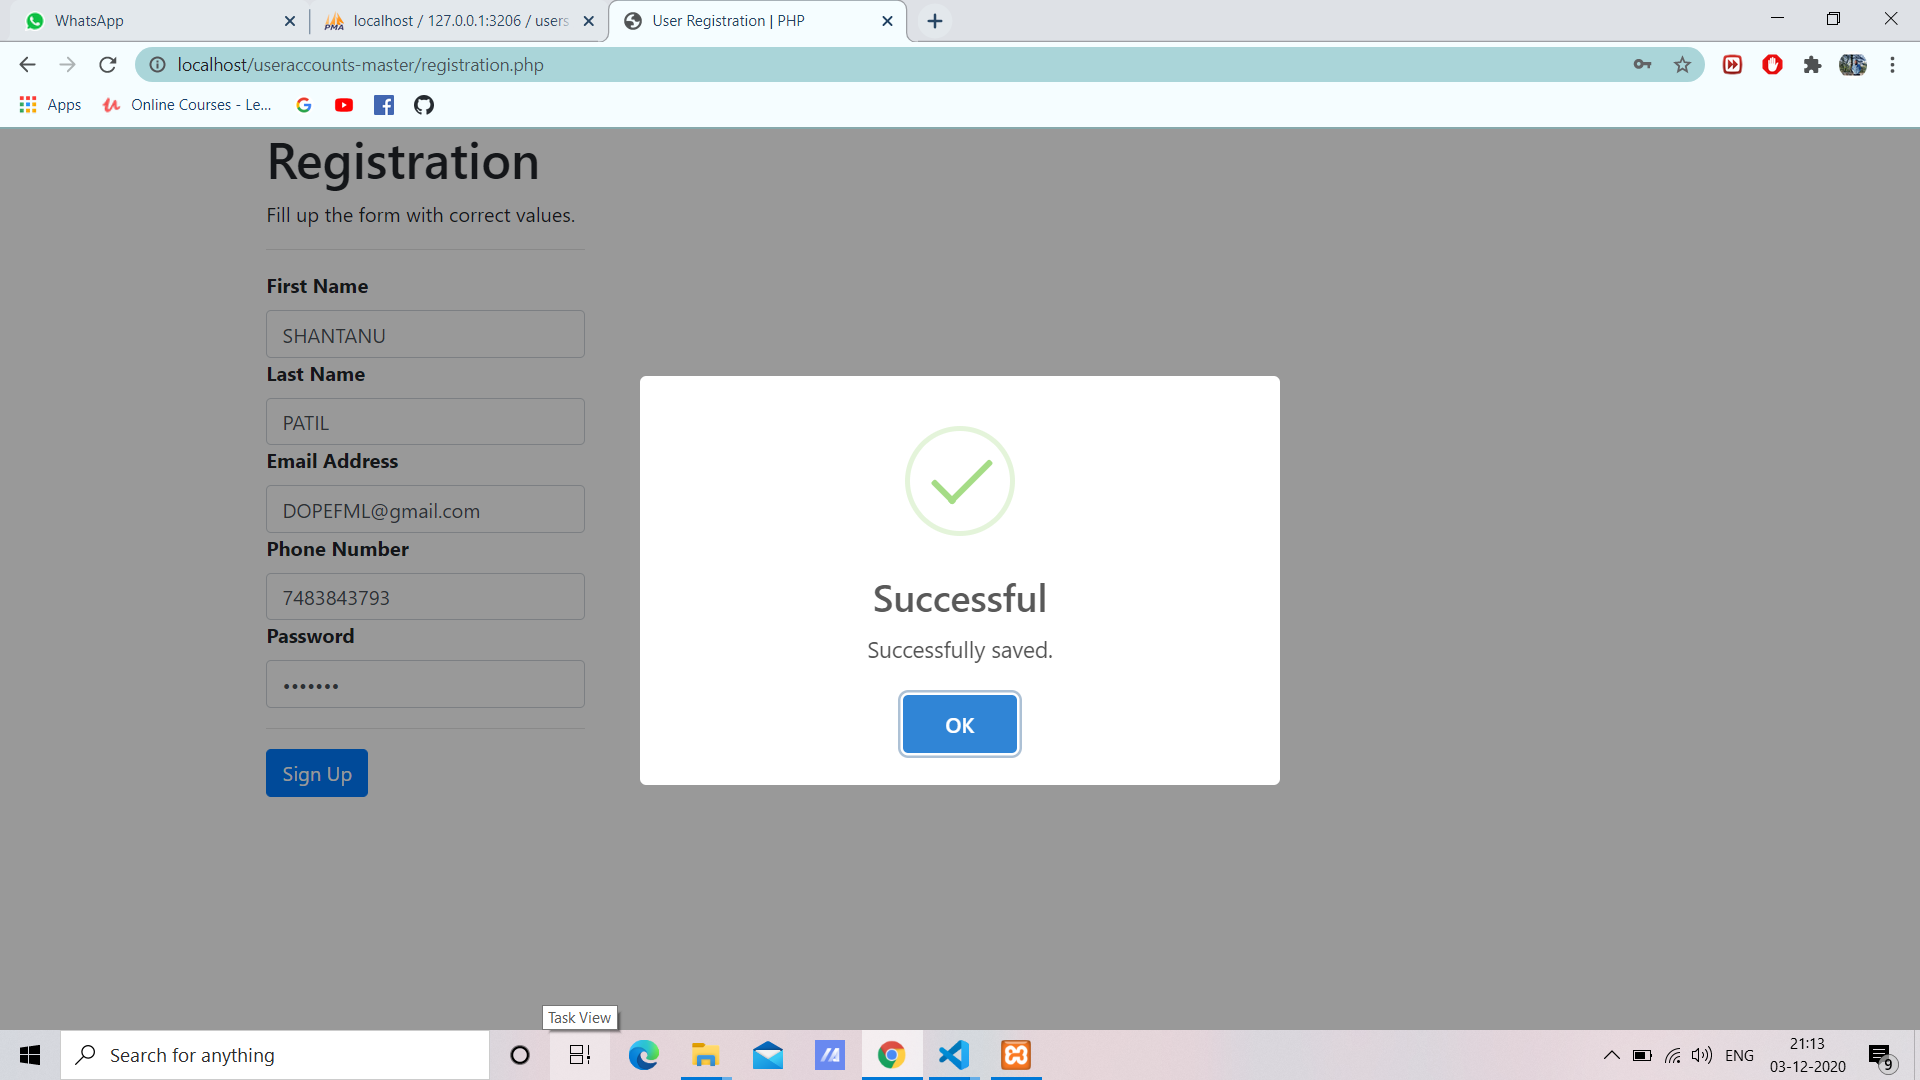 WhatsApp
localhost / 127.0.0.1:3206 / users
User Registration | PHP
localhost/useraccounts-master/registration.php
Apps
Online Courses - Le...
Registration
Fill up the form with correct values.
First Name
SHANTANU
Last Name
PATIL
Email Address
DOPEFML@gmail.com
Phone Number
7483843793
Password
•••••••
Sign Up
Successful
Successfully saved.
OK
Task View
Search for anything
ENG
21:13
03-12-2020
9